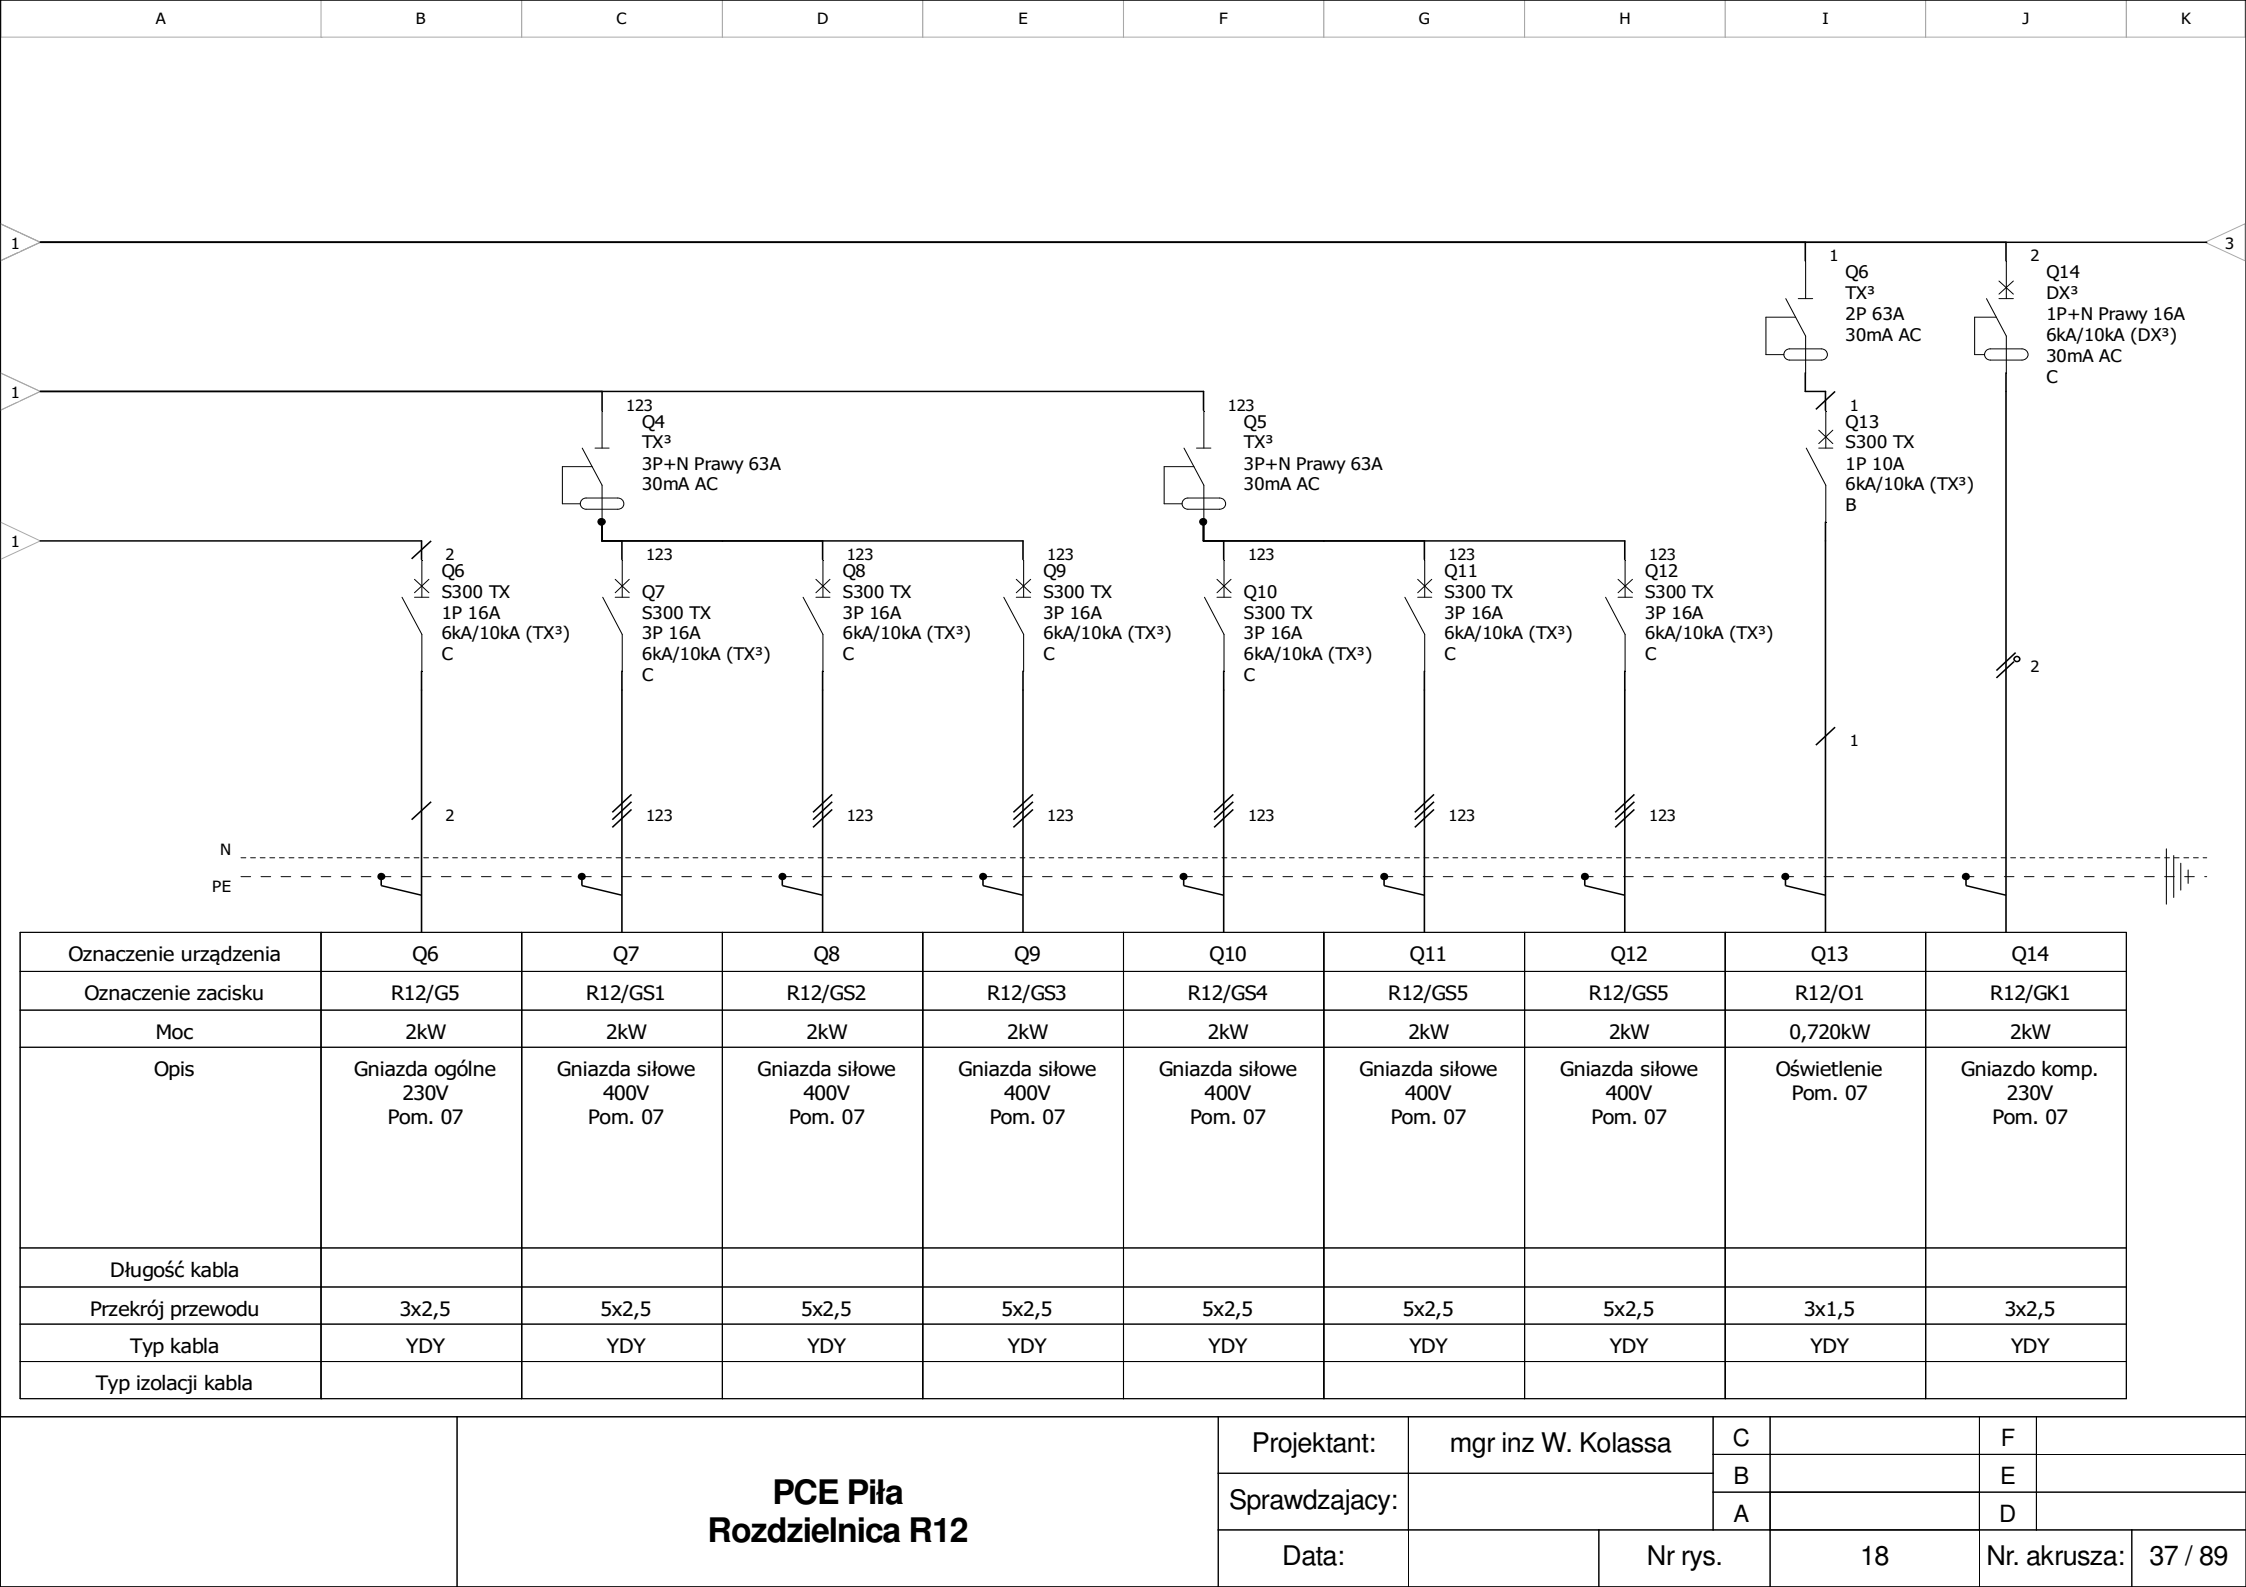 A B C D E F G H I J K
1
3
1
Q6
TX³
2P 63A
30mA AC
2
Q14
DX³
1P+N Prawy 16A
6kA/10kA (DX³)
30mA AC
C
1
123
Q4
TX³
3P+N Prawy 63A
30mA AC
123
Q5
TX³
3P+N Prawy 63A
30mA AC
1
Q13
S300 TX
1P 10A
6kA/10kA (TX³)
B
1
2
Q6
S300 TX
1P 16A
6kA/10kA (TX³)
C
123
Q7
S300 TX
3P 16A
6kA/10kA (TX³)
C
123
Q8
S300 TX
3P 16A
6kA/10kA (TX³)
C
123
Q9
S300 TX
3P 16A
6kA/10kA (TX³)
C
123
Q10
S300 TX
3P 16A
6kA/10kA (TX³)
C
123
Q11
S300 TX
3P 16A
6kA/10kA (TX³)
C
123
Q12
S300 TX
3P 16A
6kA/10kA (TX³)
C
2
1
2 123 123 123 123 123 123
N
PE
Oznaczenie urządzenia Q6 Q7 Q8 Q9 Q10 Q11 Q12 Q13 Q14
Oznaczenie zacisku R12/G5 R12/GS1 R12/GS2 R12/GS3 R12/GS4 R12/GS5 R12/GS5 R12/O1 R12/GK1
Moc 2kW 2kW 2kW 2kW 2kW 2kW 2kW 0,720kW 2kW
Opis Gniazda ogólne Gniazda siłowe Gniazda siłowe Gniazda siłowe Gniazda siłowe Gniazda siłowe Gniazda siłowe Oświetlenie Gniazdo komp.
230V 400V 400V 400V 400V 400V 400V Pom. 07 230V
Pom. 07 Pom. 07 Pom. 07 Pom. 07 Pom. 07 Pom. 07 Pom. 07 Pom. 07
Długość kabla
Przekrój przewodu 3x2,5 5x2,5 5x2,5 5x2,5 5x2,5 5x2,5 5x2,5 3x1,5 3x2,5
Typ kabla YDY YDY YDY YDY YDY YDY YDY YDY YDY
Typ izolacji kabla
PCE Piła
Rozdzielnica R12
Projektant: mgr inz W. Kolassa
Sprawdzajacy:
C F
B E
A D
Data: Nr rys. 18 Nr. akrusza: 37 / 89